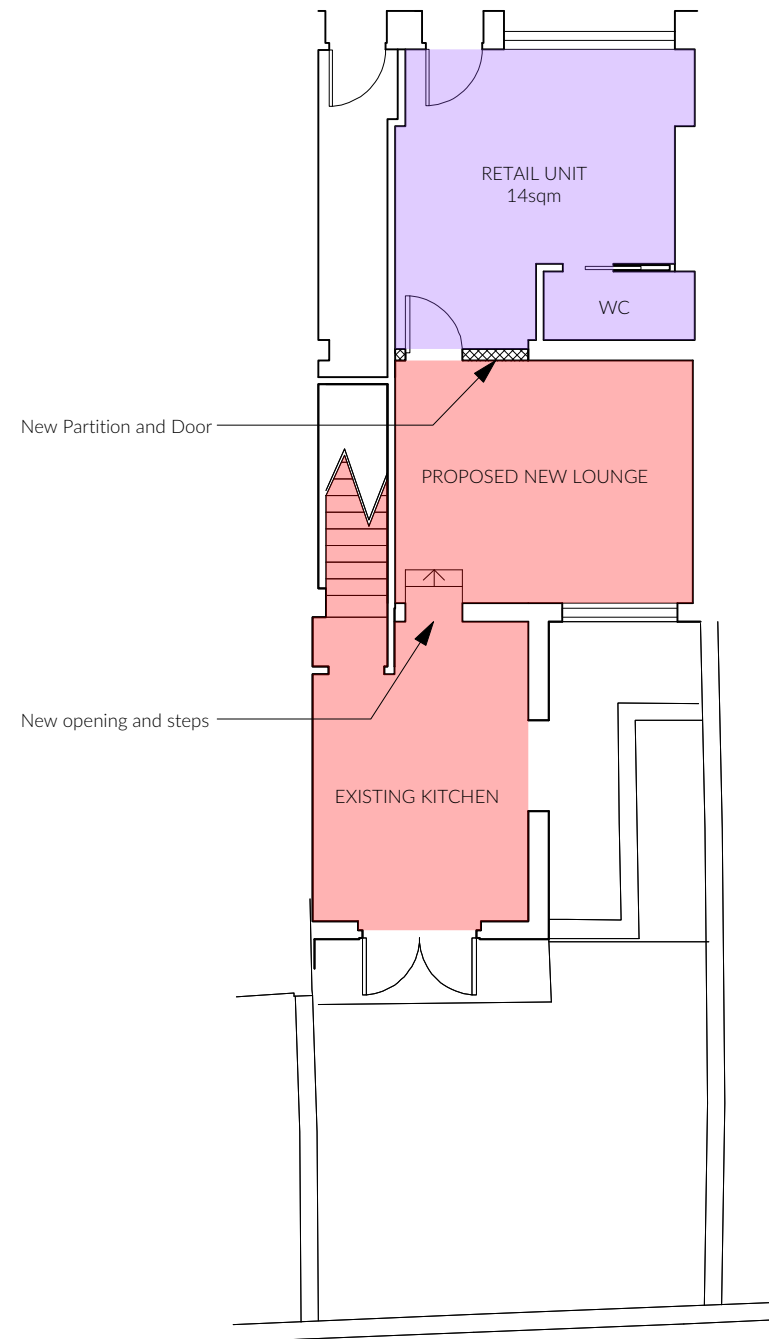 RETAIL UNIT
14sqm
WC
New Partition and Door
PROPOSED NEW LOUNGE
New opening and steps
EXISTING KITCHEN